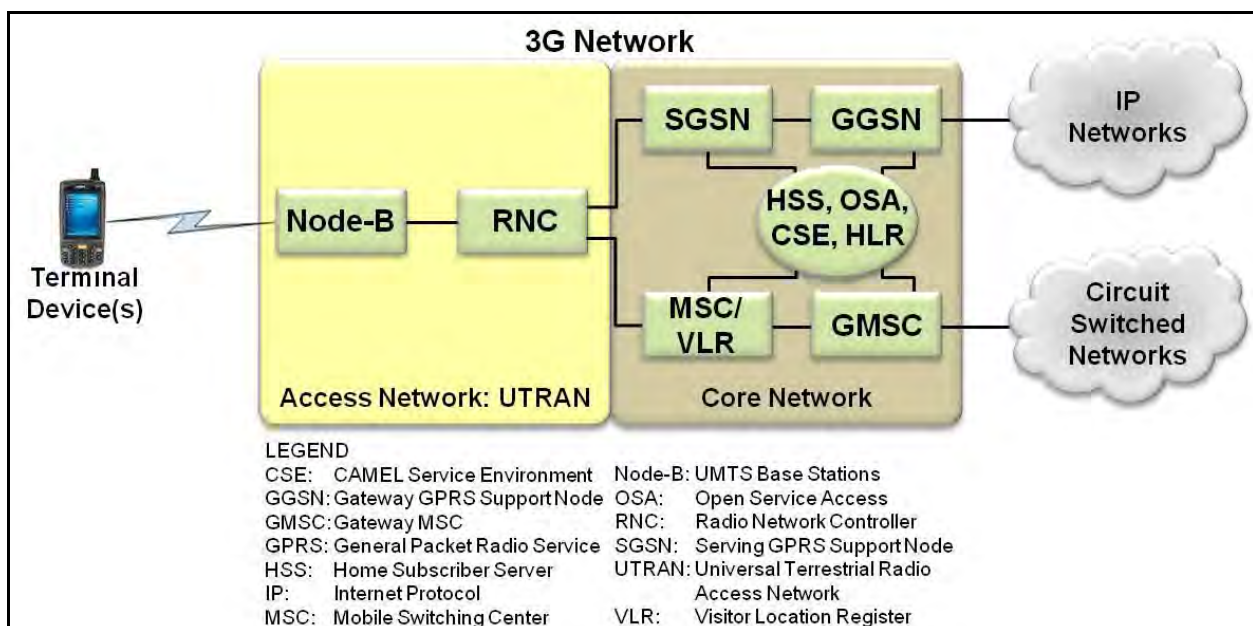 3G Network
IP
Networks
SGSN
GGSN
Node-B
RNC
HSS, OSA,
CSE, HLR
Terminal
Device(s)
MSC/
VLR
GMSC
Circuit
Switched
Networks
Access Network: UTRAN
Core Network
LEGEND
CSE: CAMEL Service Environment
GGSN: Gateway GPRS Support Node
GMSC: Gateway MSC
GPRS: General Packet Radio Service
HSS: Home Subscriber Server
IP: Internet Protocol
MSC: Mobile Switching Center
Node-B: UMTS Base Stations
OSA: Open Service Access
RNC: Radio Network Controller
SGSN: Serving GPRS Support Node
UTRAN: Universal Terrestrial Radio
Access Network
VLR: Visitor Location Register